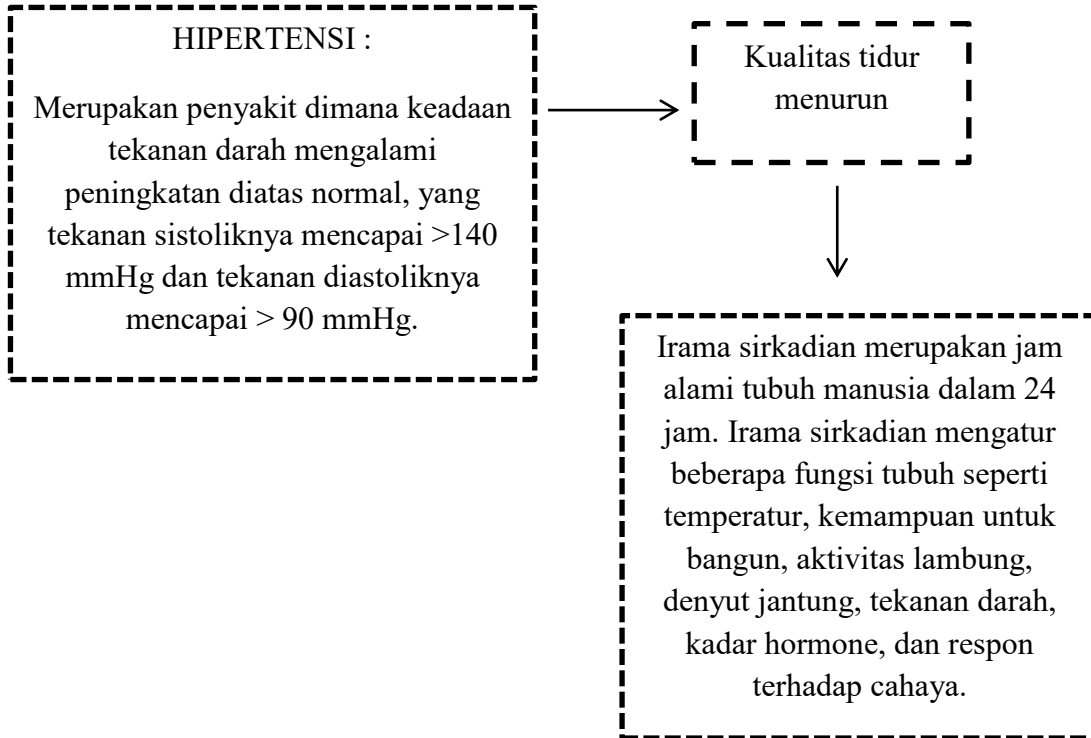 HIPERTENSI :
Merupakan penyakit dimana keadaan
tekanan darah mengalami
peningkatan diatas normal, yang
tekanan sistoliknya mencapai >140
mmHg dan tekanan diastoliknya
mencapai > 90 mmHg.
Kualitas tidur
menurun
Irama sirkadian merupakan jam
alami tubuh manusia dalam 24
jam. Irama sirkadian mengatur
beberapa fungsi tubuh seperti
temperatur, kemampuan untuk
bangun, aktivitas lambung,
denyut jantung, tekanan darah,
kadar hormone, dan respon
terhadap cahaya.